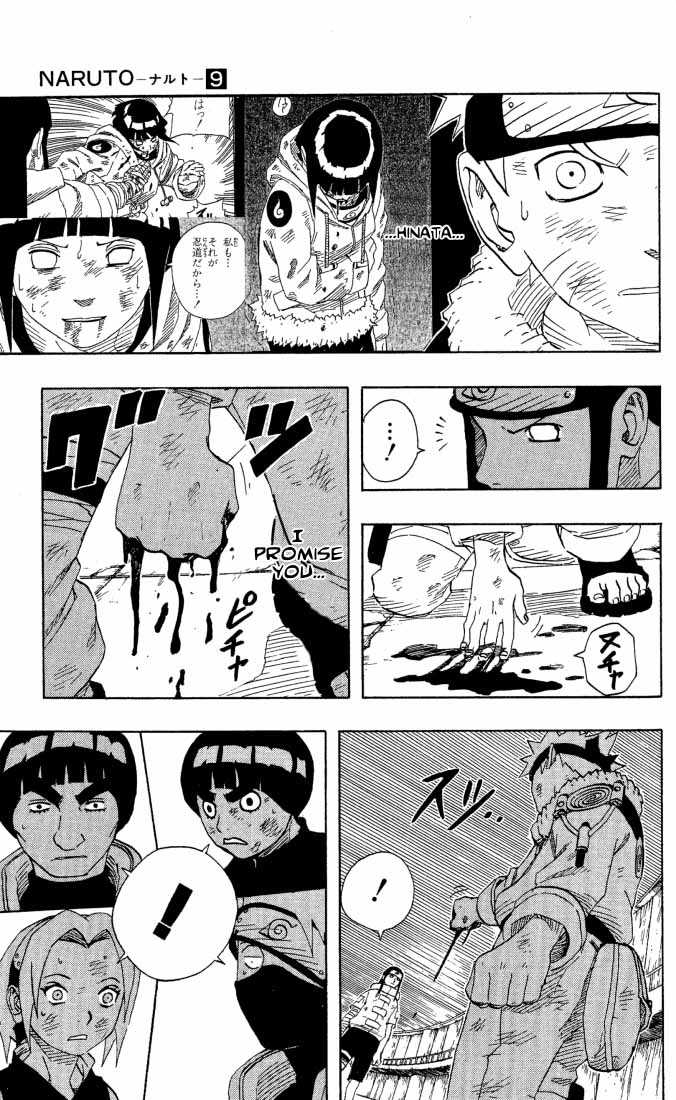 NARUTO—ナルト—9
…HINATA…
はっ
私も…
それが
忍道だから…！
…！
ヌチャ
グッ
I
PROMISE
YOU…
ピチャ
！
スッ…
！